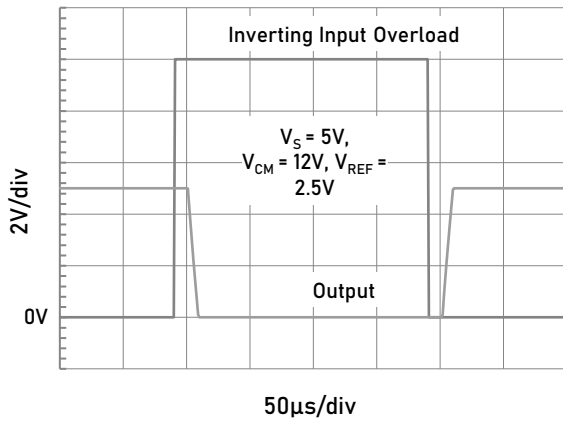 Inverting Input Overload
V_S = 5V,
V_CM = 12V, V_REF =
2.5V
2V/div
Output
0V
50µs/div